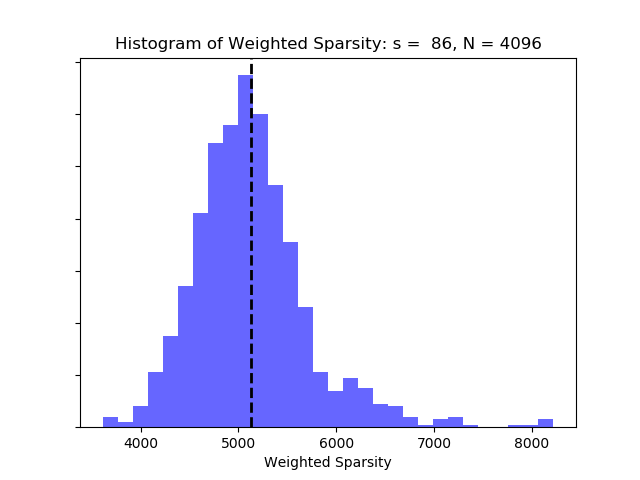 Histogram of Weighted Sparsity: s =  86, N = 4096
4000 5000 6000 7000 8000
Weighted Sparsity